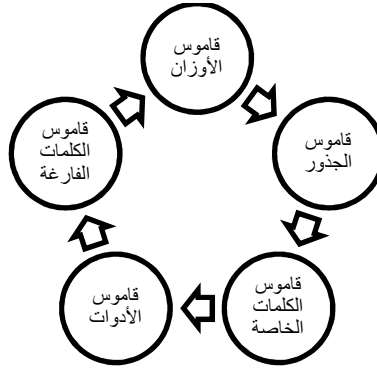 قاموس
الأوزان
قاموس
الجذور
قاموس
الكلمات
الخاصة
قاموس
الأدوات
قاموس
الكلمات
الفارغة